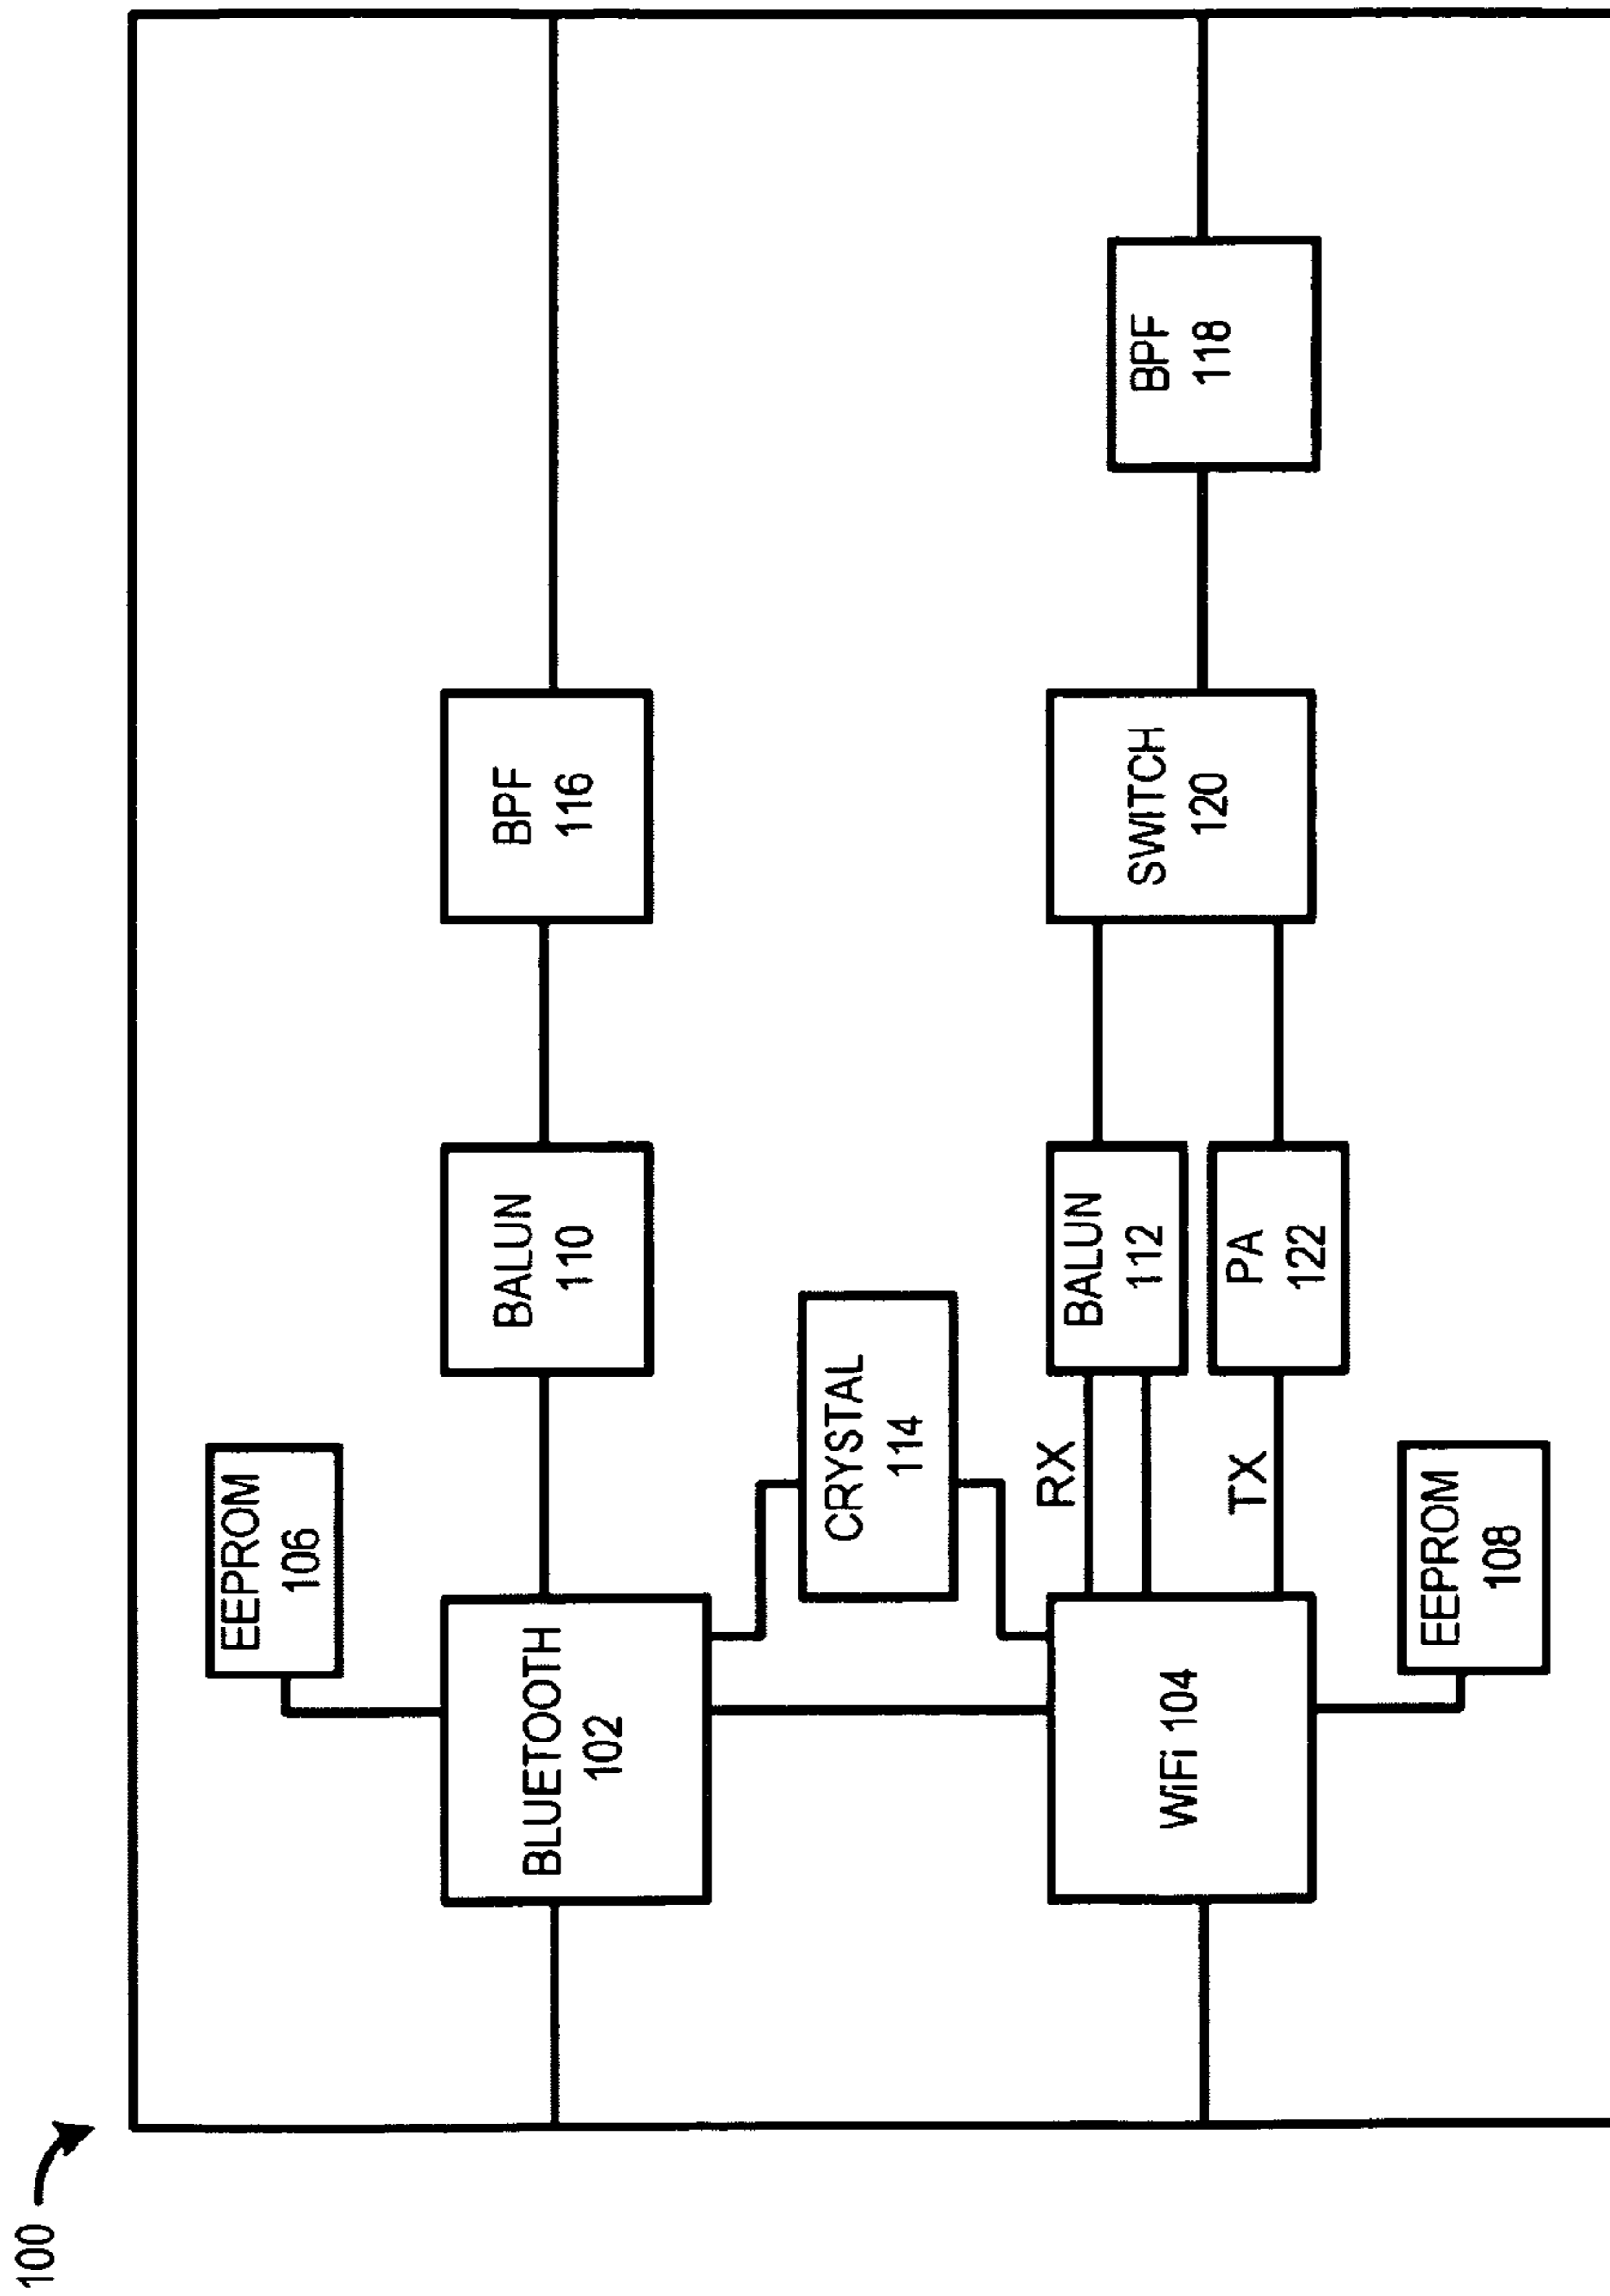 100
EEPROM
106
BLUETOOTH
102
BALUN
110
BPF
116
CRYSTAL
114
WiFi 104
RX
TX
BALUN
112
PA
122
SWITCH
120
BPF
118
EEPROM
108